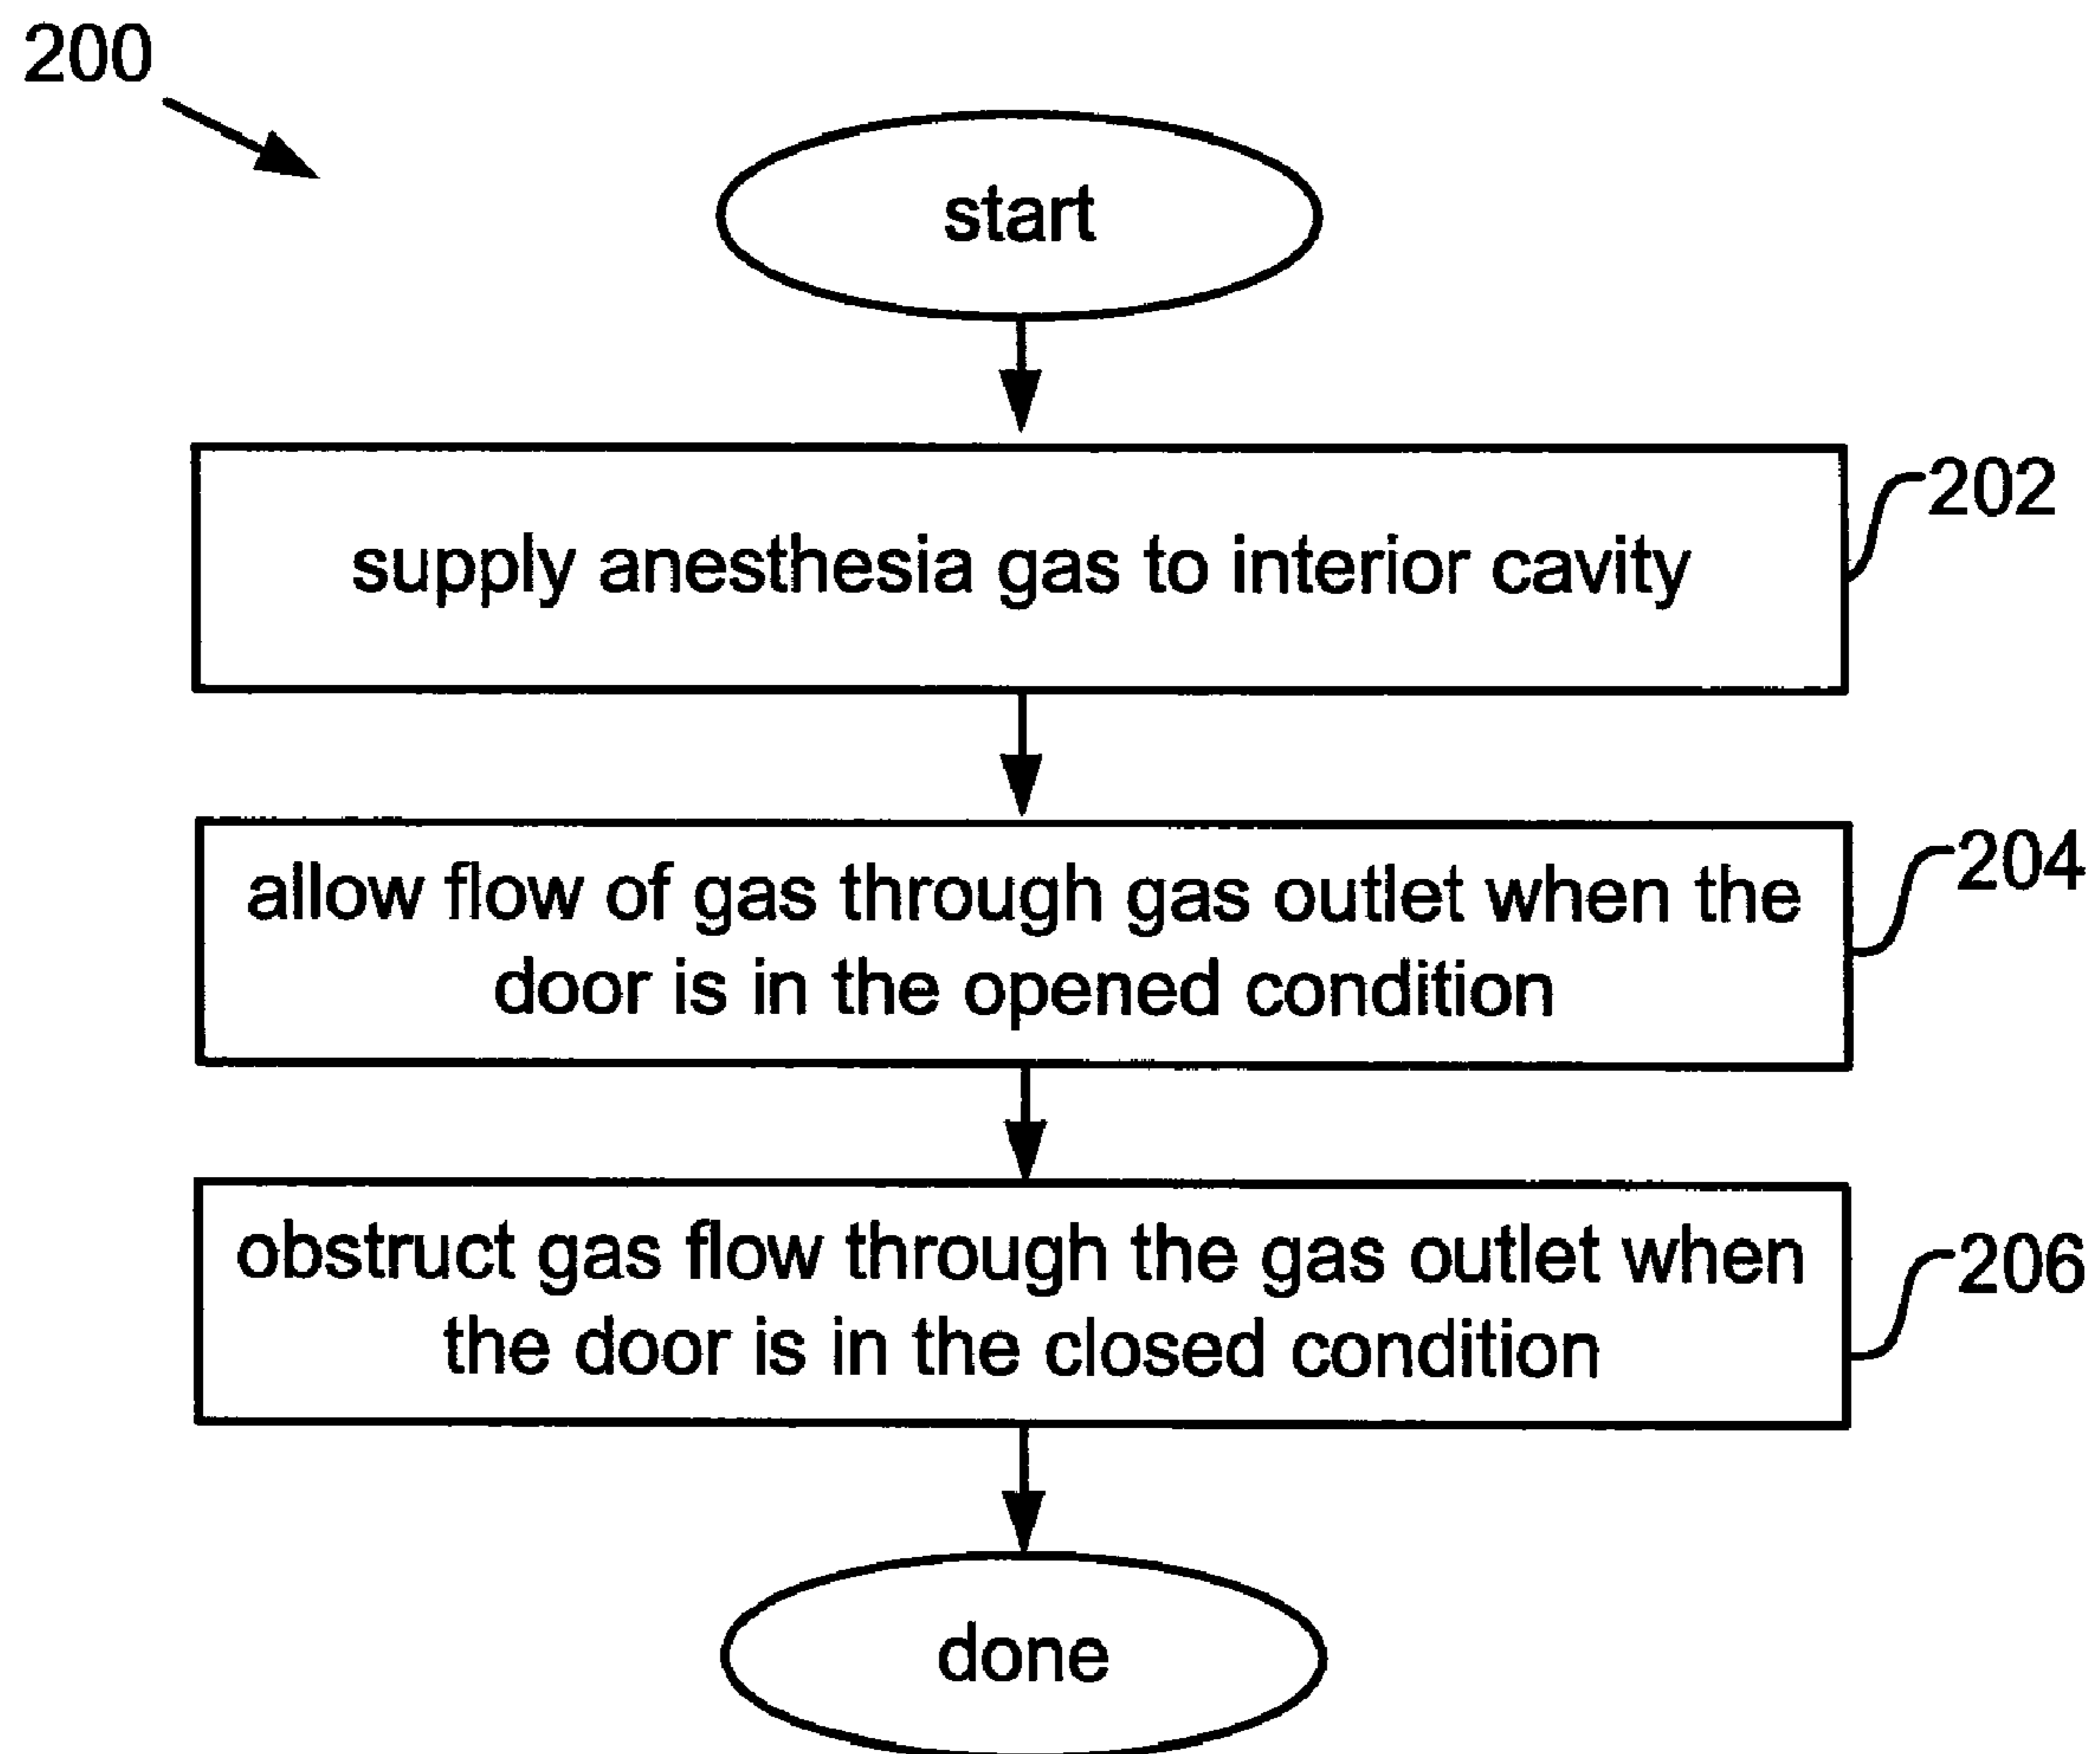 200
start
supply anesthesia gas to interior cavity
202
allow flow of gas through gas outlet when the
door is in the opened condition
204
obstruct gas flow through the gas outlet when
the door is in the closed condition
206
done